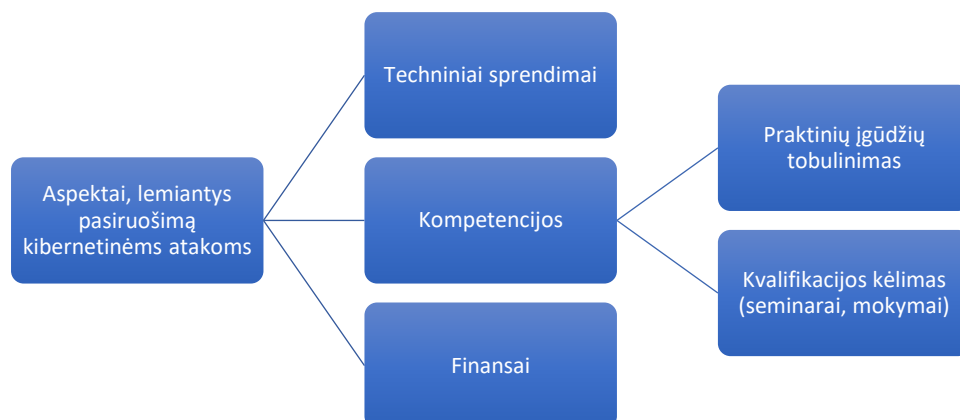 Techniniai sprendimai
Praktinių įgūdžių
tobulinimas
Aspektai, lemiantys
pasiruošimą
kibernetinėms atakoms
Kompetencijos
Kvalifikacijos kėlimas
(seminarai, mokymai)
Finansai